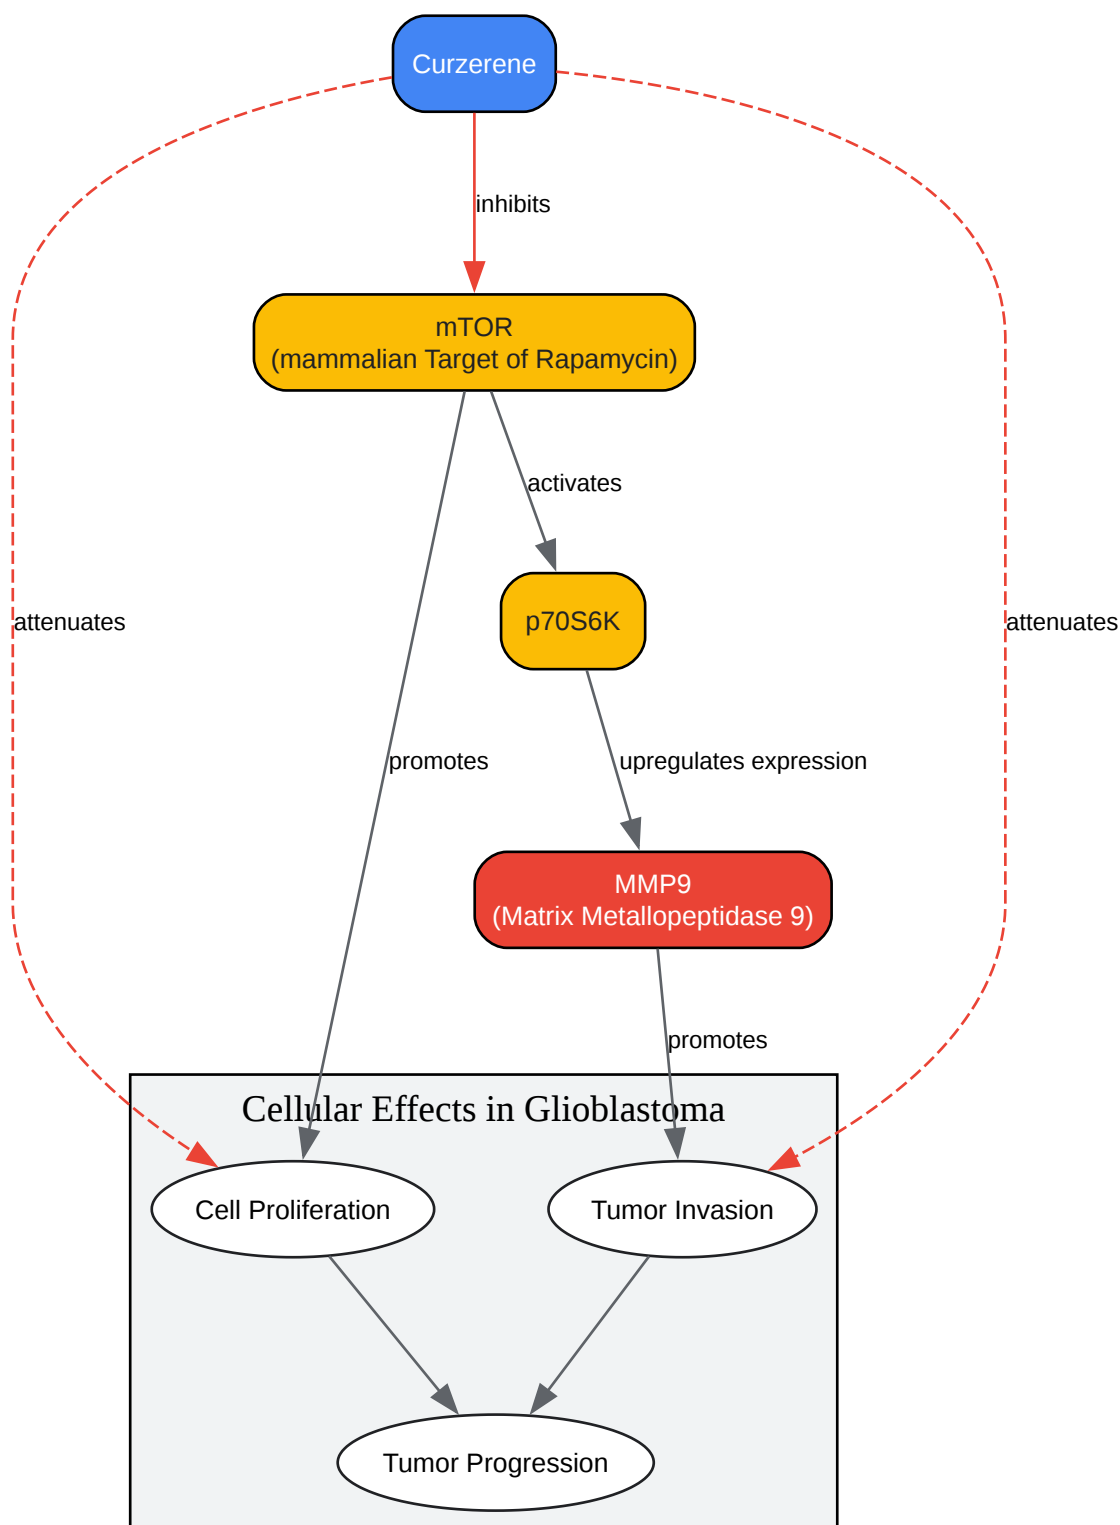 Curzerene
inhibits
mTOR
(mammalian Target of Rapamycin)
activates
attenuates
p70S6K
attenuates
promotes
upregulates expression
MMP9
(Matrix Metallopeptidase 9)
promotes
Cellular Effects in Glioblastoma
Cell Proliferation
Tumor Invasion
Tumor Progression